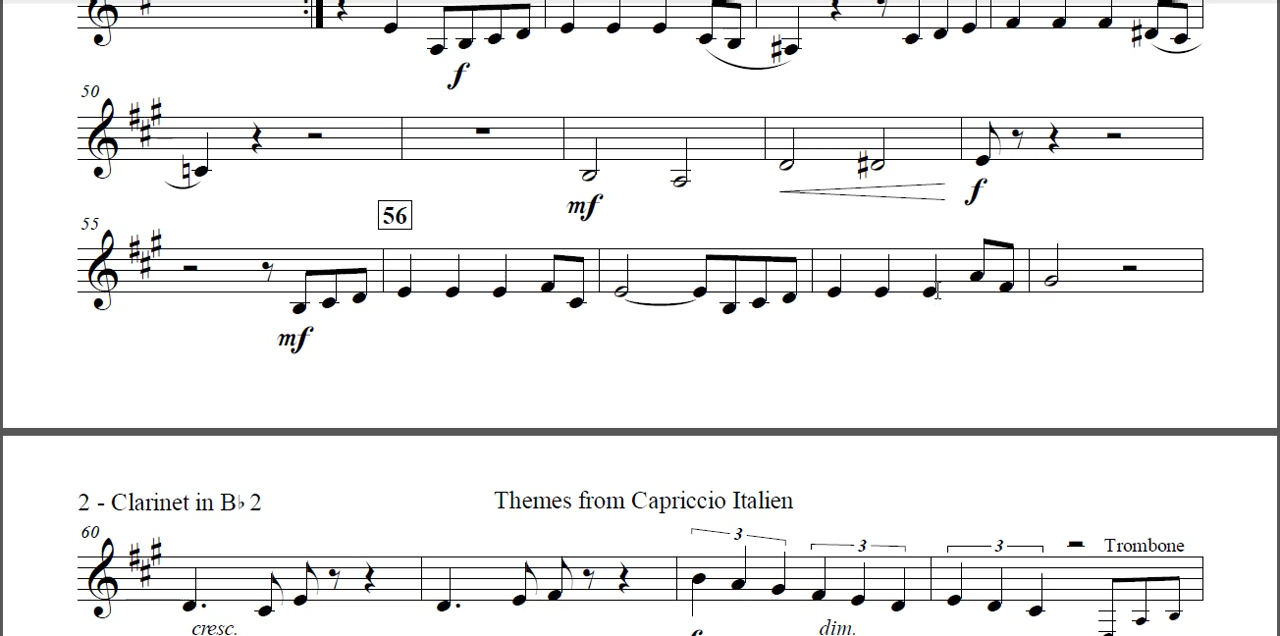 f
50
mf
f
55
56
mf
2 - Clarinet in B♭ 2
Themes from Capriccio Italien
60
3
3
3
Trombone
cresc.
dim.